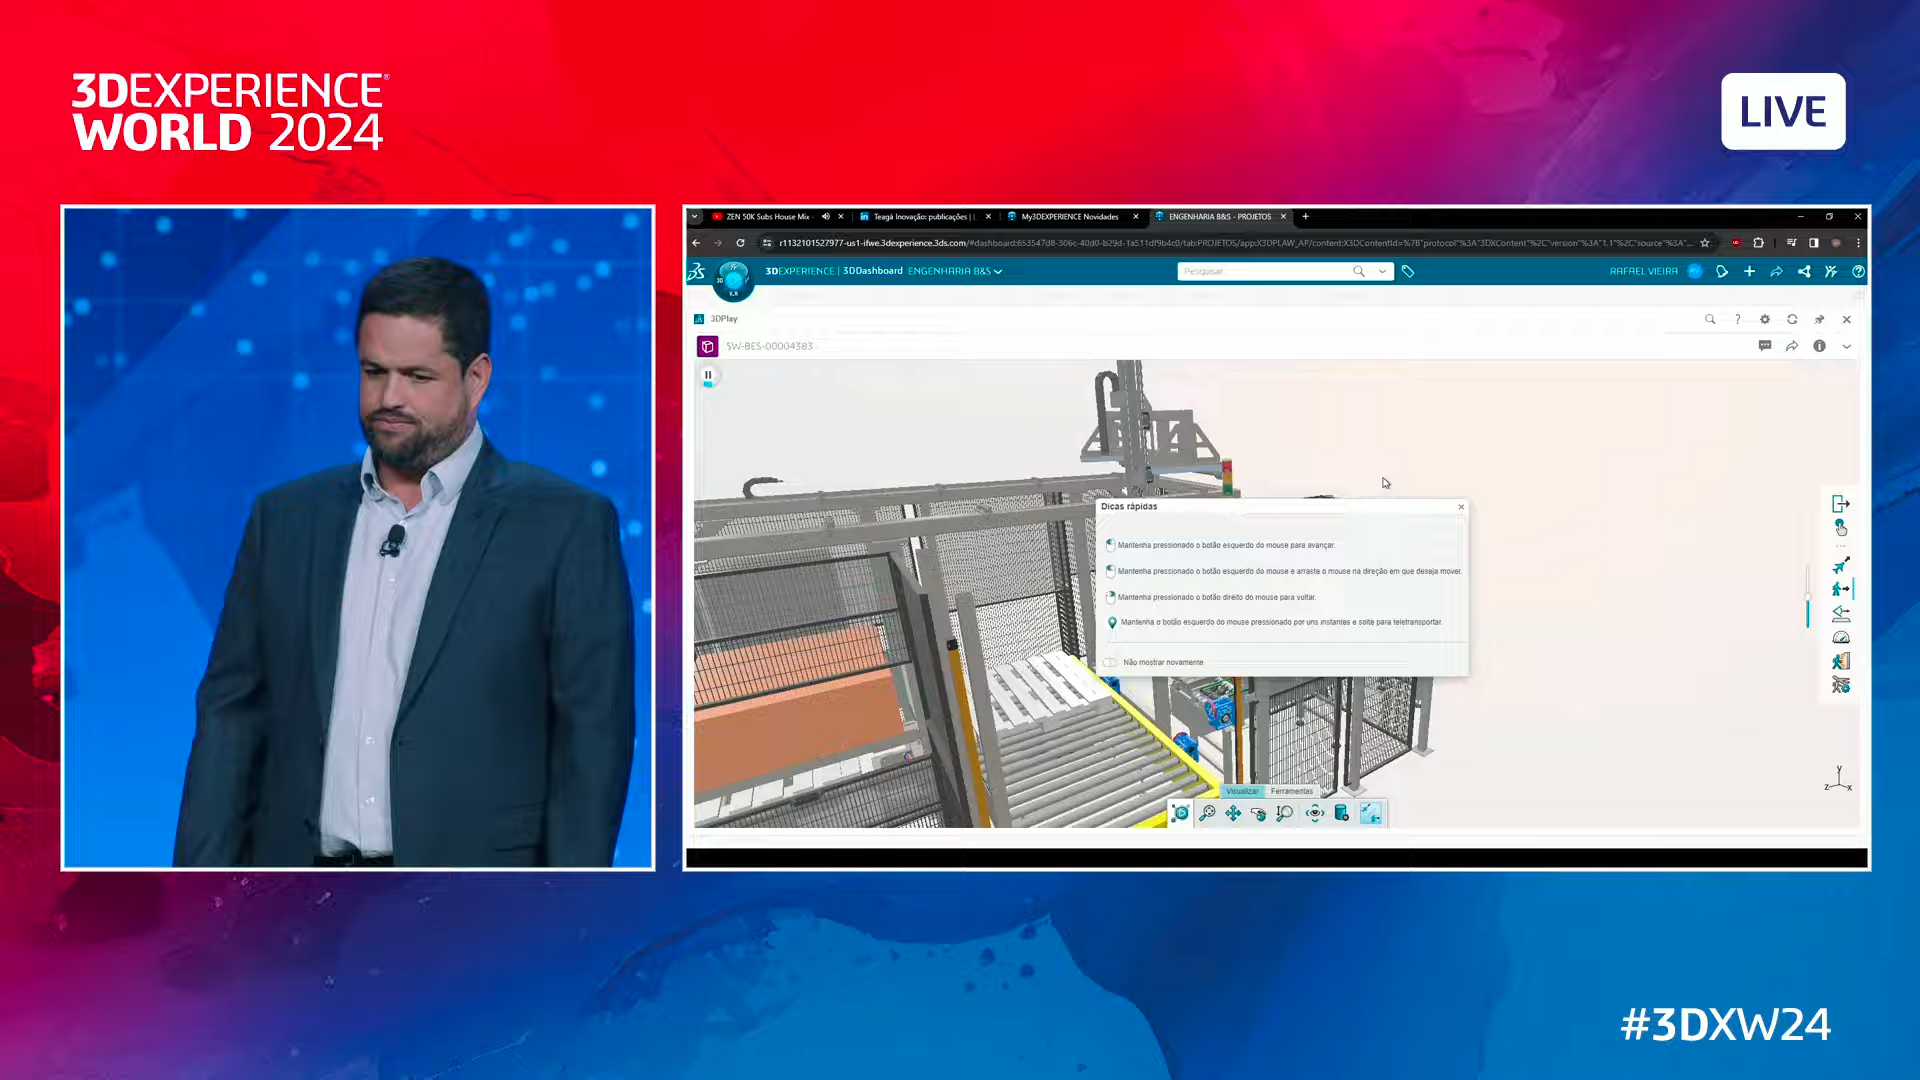 3DEXPERIENCE®
WORLD 2024
LIVE
ZEN 50K Subs House Mix
Teagá Inovação: publicações |
My3DEXPERIENCE Novidades
ENGENHARIA B&S - PROJETOS
3DEXPERIENCE | 3DDashboard ENGENHARIA B&S
Pesquisar
RAFAEL VIEIRA
3DPlay
SW-BES-00004383
Dicas rápidas
Mantenha pressionado o botão esquerdo do mouse para avançar.
Mantenha pressionado o botão esquerdo do mouse e arraste o mouse na direção em que deseja mover.
Mantenha pressionado o botão direito do mouse para voltar.
Mantenha o botão esquerdo do mouse pressionado por uns instantes e solte para teletransportar.
Não mostrar novamente
Visualizar Ferramentas
y
z x
#3DXW24